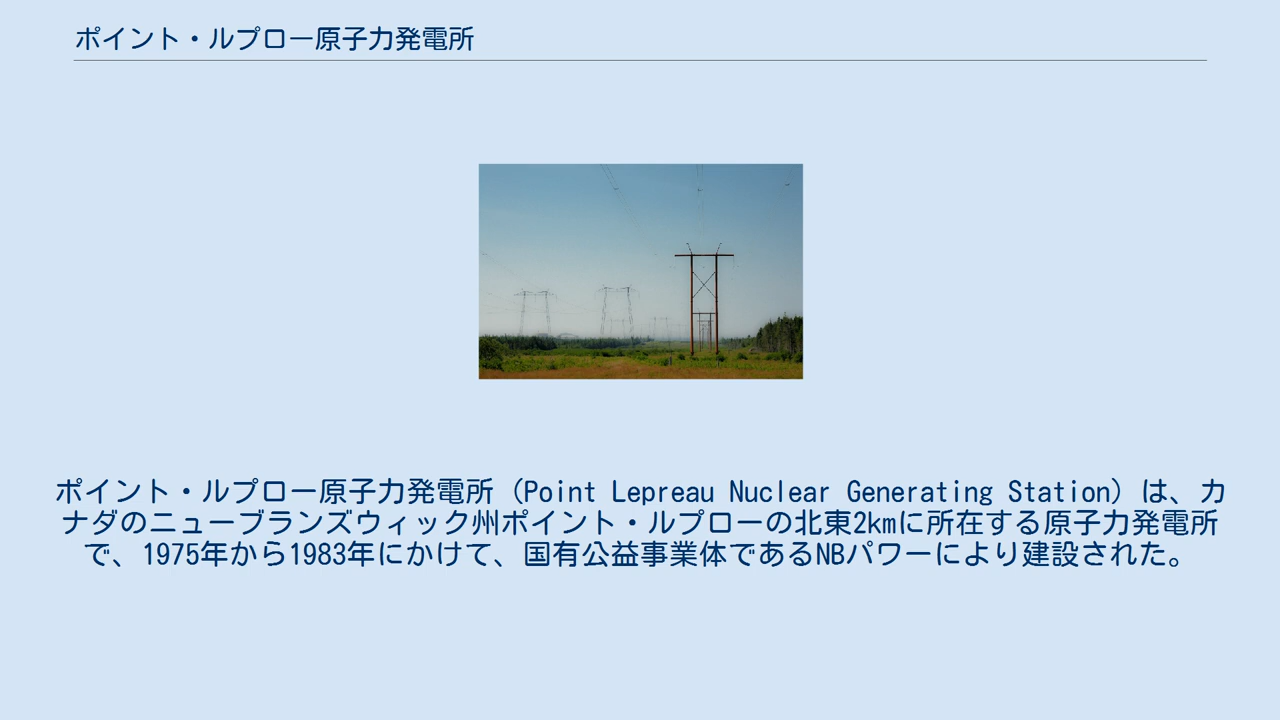 ポイント・ルプロー原子力発電所
ポイント・ルプロー原子力発電所（Point Lepreau Nuclear Generating Station）は、カ
ナダのニューブランズウィック州ポイント・ルプローの北東2kmに所在する原子力発電所
で、1975年から1983年にかけて、国有公益事業体であるNBパワーにより建設された。